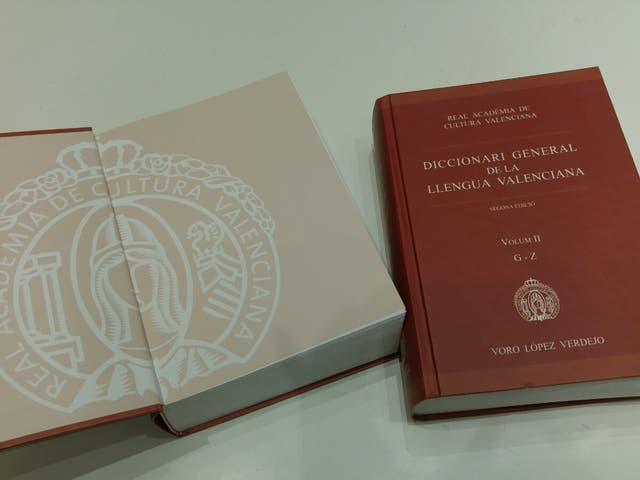 REAL ACADÈMIA DE CULTURA VALENCIANA
REAL ACADÈMIA DE
CULTURA VALENCIANA
DICCIONARI GENERAL
DE LA
LLENGUA VALENCIANA
SEGONA EDICIÓ
VOLUM II
G - Z
VORO LÓPEZ VERDEJO